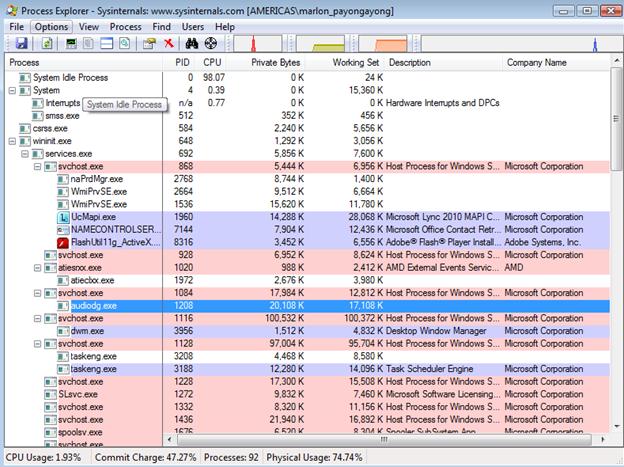 Process Explorer - Sysinternals: www.sysinternals.com [AMERICAS\marlon_payongayong]
File Options View Process Find Users Help
Process PID CPU Private Bytes Working Set Description Company Name
System Idle Process 0 98.07 0 K 24 K
System 4 0.39 0 K 15,360 K
Interrupts n/a 0.77 0 K 0 K Hardware Interrupts and DPCs
System Idle Process
smss.exe 512 352 K 456 K
csrss.exe 584 2,240 K 5,656 K
wininit.exe 648 1,292 K 3,056 K
services.exe 692 5,856 K 7,600 K
svchost.exe 868 5,444 K 6,956 K Host Process for Windows S... Microsoft Corporation
naPrdMgr.exe 2768 8,744 K 1,400 K
WmiPrvSE.exe 2664 9,512 K 6,664 K
WmiPrvSE.exe 1536 15,620 K 11,780 K
UcMapi.exe 1960 14,288 K 28,068 K Microsoft Lync 2010 MAPI C... Microsoft Corporation
NAMECONTROLSER... 7144 7,904 K 12,436 K Microsoft Office Contact Retr... Microsoft Corporation
FlashUtil11g_ActiveX.... 8316 3,452 K 6,656 K Adobe® Flash® Player Install... Adobe Systems, Inc.
svchost.exe 928 6,952 K 8,624 K Host Process for Windows S... Microsoft Corporation
atiesrxx.exe 1020 988 K 2,412 K AMD External Events Servic... AMD
atieclxx.exe 1972 2,676 K 3,980 K
svchost.exe 1084 17,984 K 12,812 K Host Process for Windows S... Microsoft Corporation
audiodg.exe 1208 20,108 K 17,108 K
svchost.exe 1116 100,532 K 100,372 K Host Process for Windows S... Microsoft Corporation
dwm.exe 3956 1,512 K 4,832 K Desktop Window Manager Microsoft Corporation
svchost.exe 1128 97,004 K 95,704 K Host Process for Windows S... Microsoft Corporation
taskeng.exe 3208 4,468 K 8,580 K
taskeng.exe 3188 12,280 K 14,096 K Task Scheduler Engine Microsoft Corporation
svchost.exe 1228 17,300 K 15,508 K Host Process for Windows S... Microsoft Corporation
SLsvc.exe 1272 9,832 K 7,460 K Microsoft Software Licensing... Microsoft Corporation
svchost.exe 1332 8,320 K 11,156 K Host Process for Windows S... Microsoft Corporation
svchost.exe 1436 21,940 K 16,892 K Host Process for Windows S... Microsoft Corporation
spoolsv.exe 1676 6,520 K 8,304 K Spooler SubSystem App Microsoft Corporation
CPU Usage: 1.93% Commit Charge: 47.27% Processes: 92 Physical Usage: 74.74%